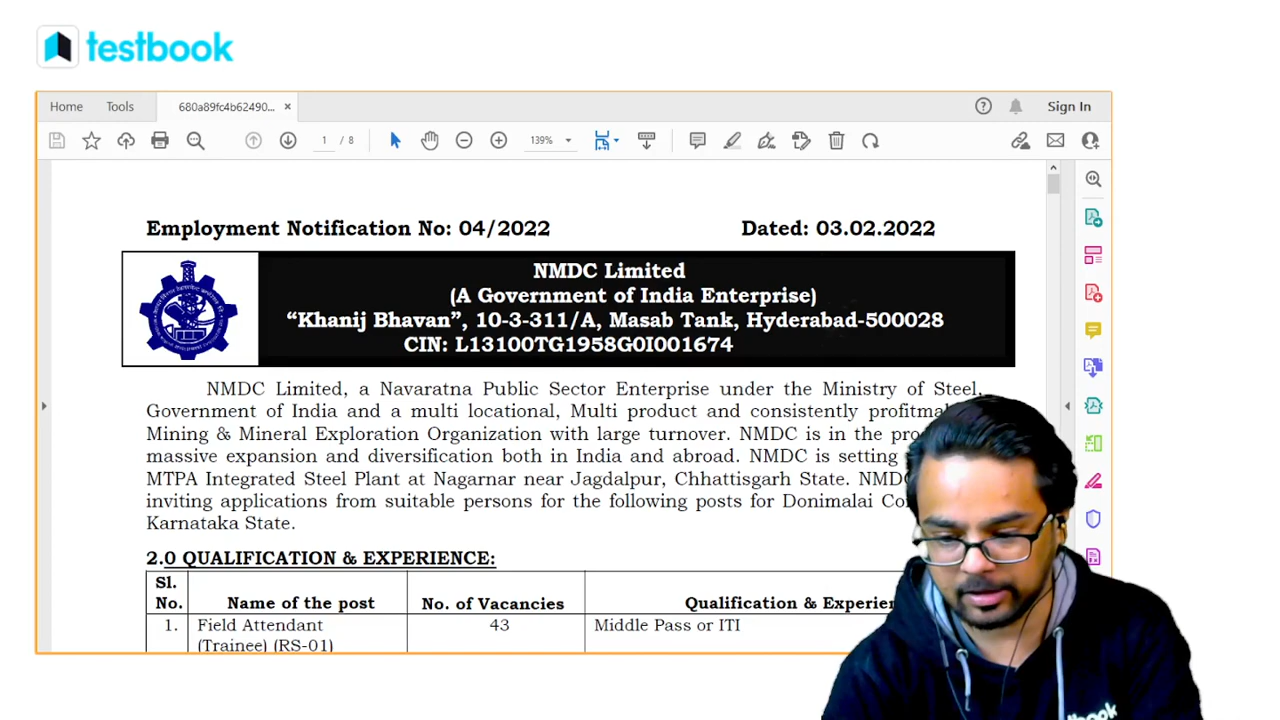 testbook
Home Tools 680a89fc4b62490... × Sign In
1 / 8 139%
Employment Notification No: 04/2022 Dated: 03.02.2022
NMDC Limited
(A Government of India Enterprise)
“Khanij Bhavan”, 10-3-311/A, Masab Tank, Hyderabad-500028
CIN: L13100TG1958G0I001674
NMDC Limited, a Navaratna Public Sector Enterprise under the Ministry of Steel,
Government of India and a multi locational, Multi product and consistently
Mining & Mineral Exploration Organization with large turnover. NMDC is in the
massive expansion and diversification both in India and abroad. NMDC is setting
MTPA Integrated Steel Plant at Nagarnar near Jagdalpur, Chhattisgarh State.
inviting applications from suitable persons for the following posts for Donimalai
Karnataka State.
2.0 QUALIFICATION & EXPERIENCE:
Sl. No. Name of the post No. of Vacancies Qualification &
1. Field Attendant 43 Middle Pass or ITI
(Trainee) (RS-01)